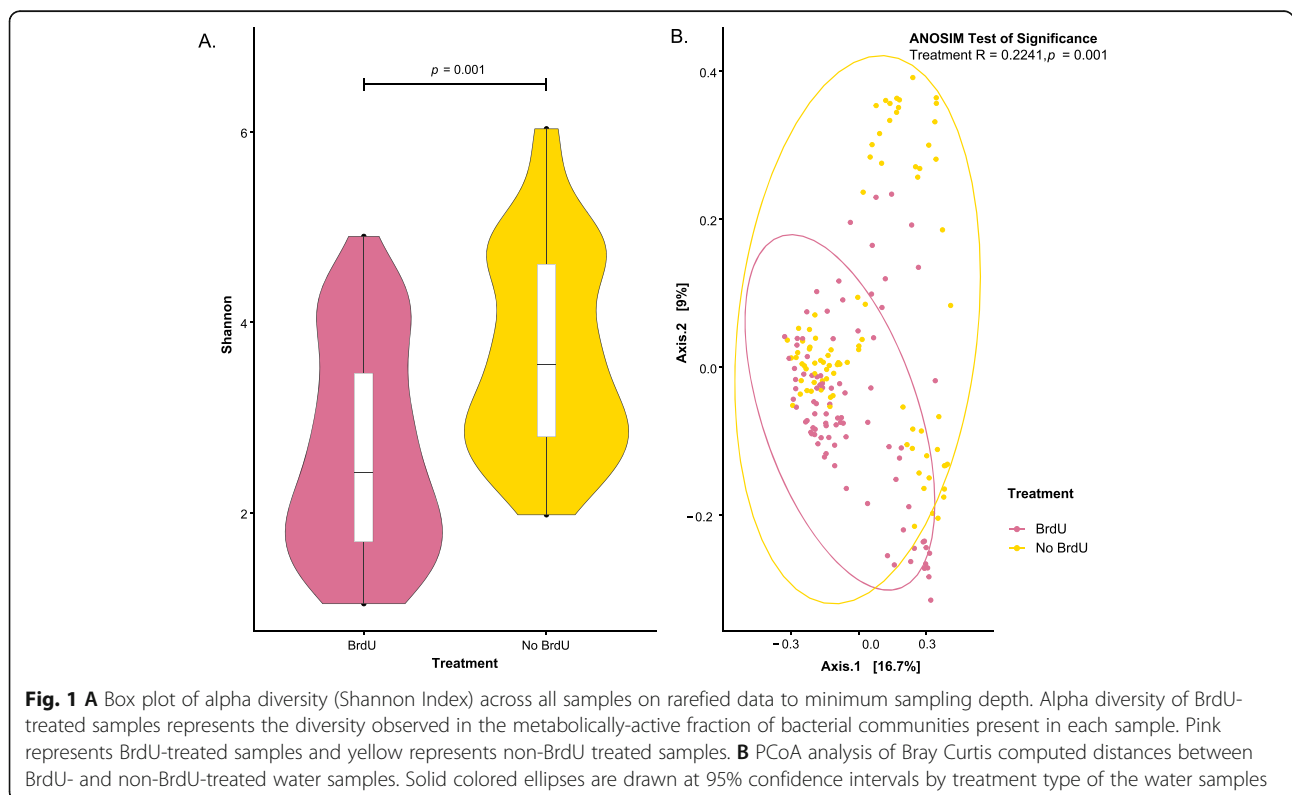 A.
p = 0.001
Shannon
6
4
2
BrdU
No BrdU
Treatment
B.
ANOSIM Test of Significance
Treatment R = 0.2241,p = 0.001
Axis.2 [9%]
0.4
0.2
0.0
−0.2
−0.3
0.0
0.3
Axis.1 [16.7%]
Treatment
BrdU
No BrdU
Fig. 1 A Box plot of alpha diversity (Shannon Index) across all samples on rarefied data to minimum sampling depth. Alpha diversity of BrdU-
treated samples represents the diversity observed in the metabolically-active fraction of bacterial communities present in each sample. Pink
represents BrdU-treated samples and yellow represents non-BrdU treated samples. B PCoA analysis of Bray Curtis computed distances between
BrdU- and non-BrdU-treated water samples. Solid colored ellipses are drawn at 95% confidence intervals by treatment type of the water samples